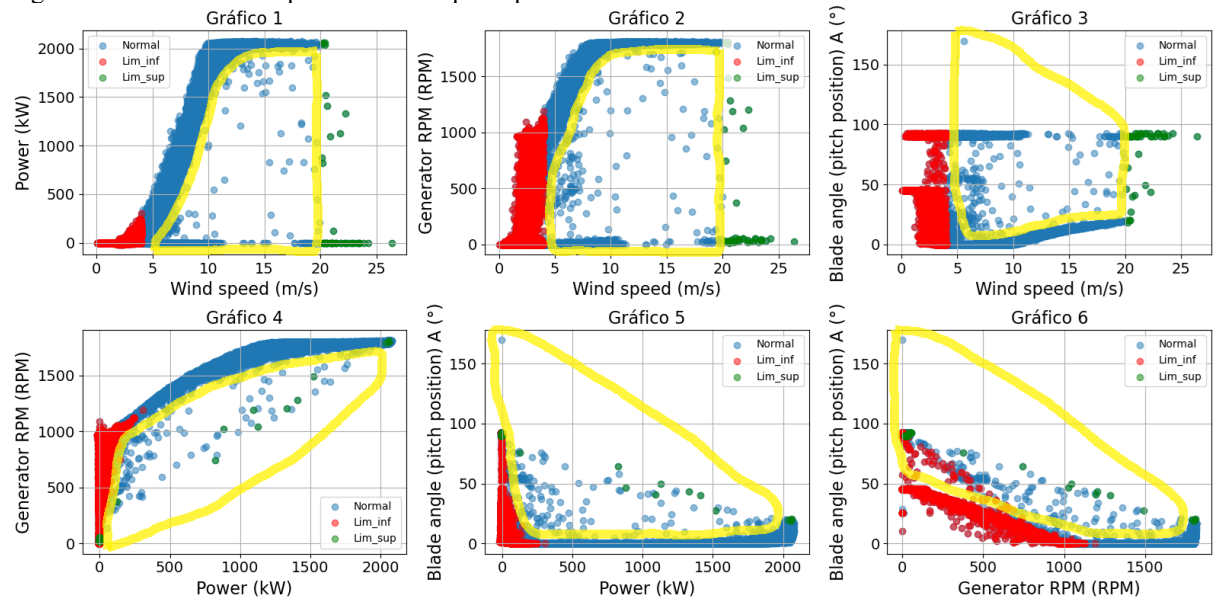 Gráfico 1
Power (kW)
2000
1500
1000
500
0
Normal
Lim_inf
Lim_sup
0 5 10 15 20 25
Wind speed (m/s)
Gráfico 2
Generator RPM (RPM)
1500
1000
500
0
Normal
Lim_inf
Lim_sup
0 5 10 15 20 25
Wind speed (m/s)
Gráfico 3
Blade angle (pitch position) A (°)
150
100
50
0
Normal
Lim_inf
Lim_sup
0 5 10 15 20 25
Wind speed (m/s)
Gráfico 4
Generator RPM (RPM)
1500
1000
500
0
Normal
Lim_inf
Lim_sup
0 500 1000 1500 2000
Power (kW)
Gráfico 5
Blade angle (pitch position) A (°)
150
100
50
0
Normal
Lim_inf
Lim_sup
0 500 1000 1500 2000
Power (kW)
Gráfico 6
Blade angle (pitch position) A (°)
150
100
50
0
Normal
Lim_inf
Lim_sup
0 500 1000 1500
Generator RPM (RPM)